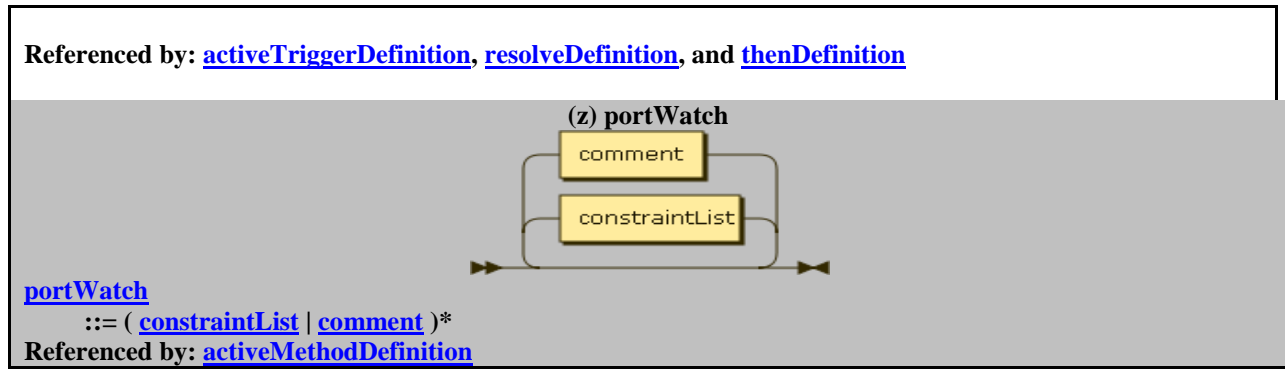 Referenced by: activeTriggerDefinition, resolveDefinition, and thenDefinition
(z) portWatch
comment
constraintList
portWatch
::= ( constraintList | comment )*
Referenced by: activeMethodDefinition